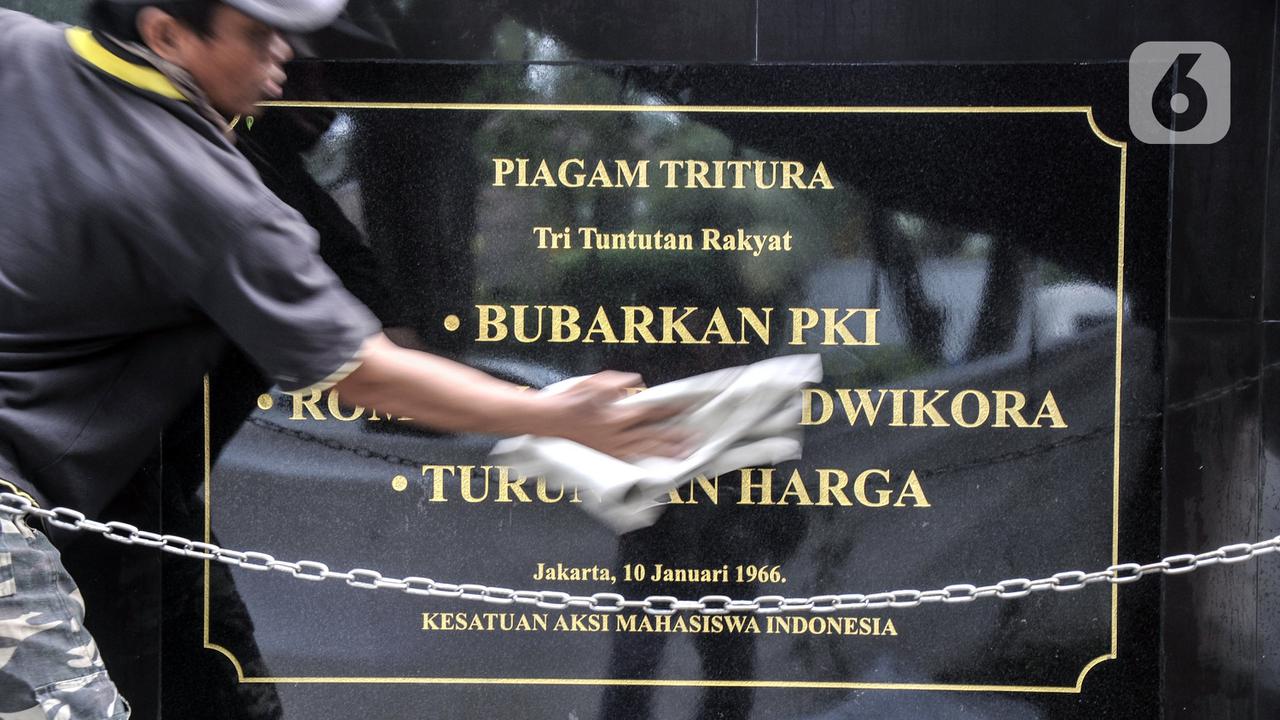 6
PIAGAM TRITURA
Tri Tuntutan Rakyat
• BUBARKAN PKI
• DWIKORA
• HARGA
Jakarta, 10 Januari 1966.
KESATUAN AKSI MAHASISWA INDONESIA